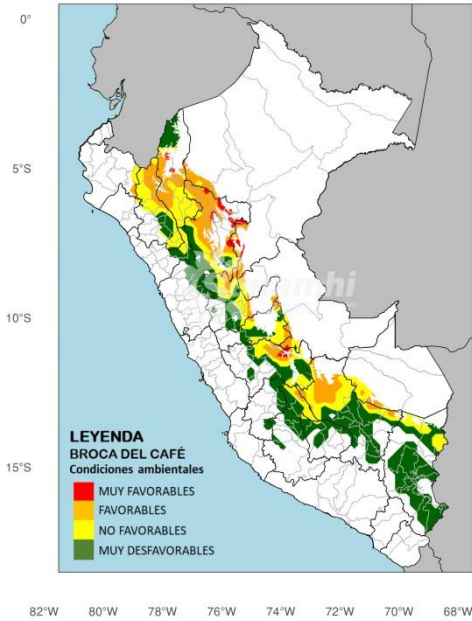 0°
5°S
10°S
15°S
senamhi
LEYENDA
BROCA DEL CAFÉ
Condiciones ambientales
MUY FAVORABLES
FAVORABLES
NO FAVORABLES
MUY DESFAVORABLES
82°W 80°W 78°W 76°W 74°W 72°W 70°W 68°W